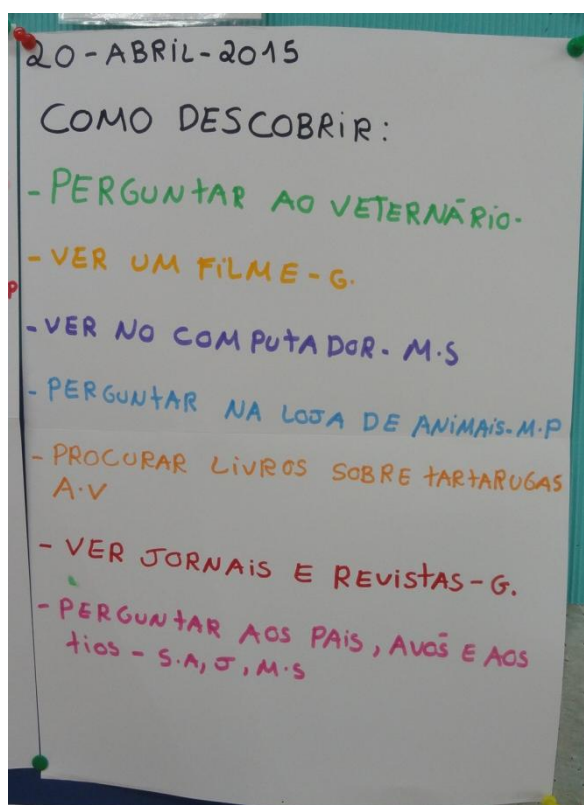 20-ABRIL-2015
COMO DESCOBRIR:
- PERGUNTAR AO VETERNÁRIO-
- VER UM FILME - G.
- VER NO COMPUTADOR - M.S
- PERGUNTAR NA LOJA DE ANIMAIS-M.P
- PROCURAR LIVROS SOBRE TARTARUGAS
A.V
- VER JORNAIS E REVISTAS - G.
- PERGUNTAR AOS PAIS, AVÓS E AOS
TIOS - S.A, J, M.S
P